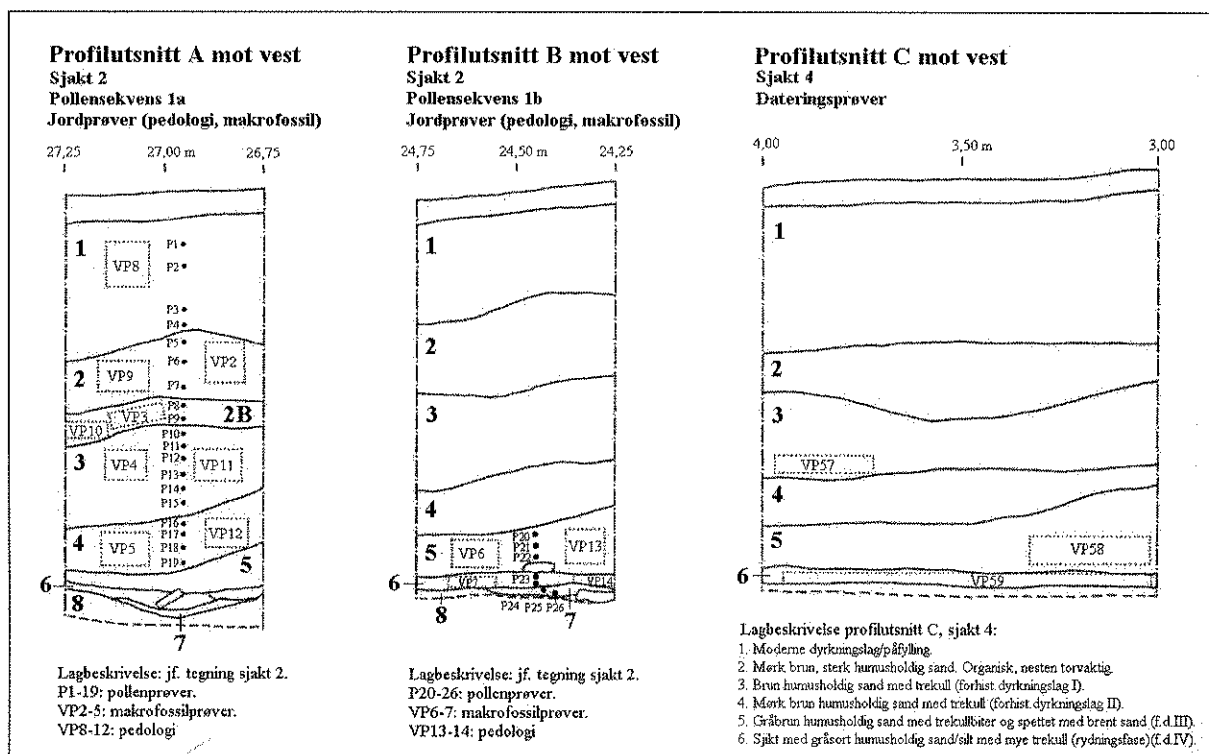 Profilutsnitt A mot vest
Sjakt 2
Pollensekvens 1a
Jordprøver (pedologi, makrofossil)
27,25 27,00 m 26,75
1
P1
P2
VP8
P3
P4
P5
P6
VP2
2
VP9
P7
P8
P9
VP3
2B
VP10
P10
P11
P12
3
VP4
VP11
P13
P14
P15
P16
P17
VP12
4
VP5
P18
P19
5
6
8
7
Lagbeskrivelse: jf. tegning sjakt 2.
P1-19: pollenprøver.
VP2-5: makrofossilprøver.
VP8-12: pedologi
Profilutsnitt B mot vest
Sjakt 2
Pollensekvens 1b
Jordprøver (pedologi, makrofossil)
24,75 24,50 m 24,25
1
2
3
4
P20
5
VP6
P21
P22
VP13
6
VP7
P23
VP14
8
P24 P25 P26
7
Lagbeskrivelse: jf. tegning sjakt 2.
P20-26: pollenprøver.
VP6-7: makrofossilprøver.
VP13-14: pedologi
Profilutsnitt C mot vest
Sjakt 4
Dateringsprøver
4,00 3,50 m 3,00
1
2
3
VP57
4
5
VP58
6
VP59
Lagbeskrivelse profilutsnitt C, sjakt 4:
1. Moderne dyrkningslag/påfylling.
2. Mørk brun, sterk humusholdig sand. Organisk, nesten torvaktig.
3. Brun humusholdig sand med trekull (forhist.dyrkningslag I).
4. Mørk brun humusholdig sand med trekull (forhist.dyrkningslag II).
5. Gråbrun humusholdig sand med trekullbiter og spettet med brent sand (f.d.III).
6. Sjikt med gråsort humusholdig sand/silt med mye trekull (rydningsfase)(f.d.IV).